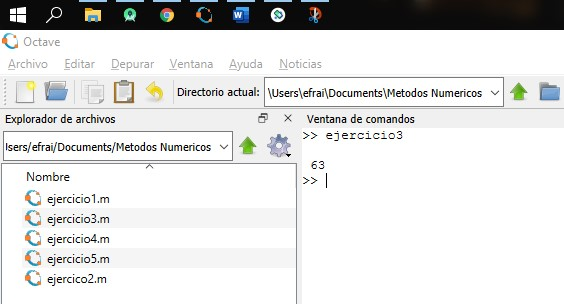 Octave
Archivo Editar Depurar Ventana Ayuda Noticias
Directorio actual: \Users\efrai\Documents\Metodos Numericos
Explorador de archivos
Ventana de comandos
lsers/efrai/Documents/Metodos Numericos
>> ejercicio3
Nombre
63
>>
ejercicio1.m
ejercicio3.m
ejercicio4.m
ejercicio5.m
ejercico2.m